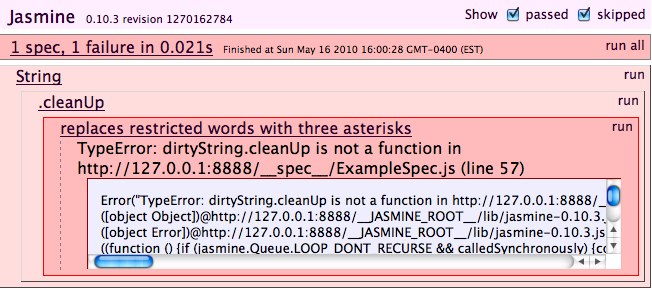 Jasmine 0.10.3 revision 1270162784 Show passed skipped
1 spec, 1 failure in 0.021s Finished at Sun May 16 2010 16:00:28 GMT-0400 (EST) run all
String run
.cleanUp run
replaces restricted words with three asterisks run
TypeError: dirtyString.cleanUp is not a function in
http://127.0.0.1:8888/__spec__/ExampleSpec.js (line 57)
Error("TypeError: dirtyString.cleanUp is not a function in http://127.0.0.1:8888/_
([object Object])@http://127.0.0.1:8888/__JASMINE_ROOT__/lib/jasmine-0.10.3.j
([object Error])@http://127.0.0.1:8888/__JASMINE_ROOT__/lib/jasmine-0.10.3.js
((function () {if (jasmine.Queue.LOOP_DONT_RECURSE && calledSynchronously) {co